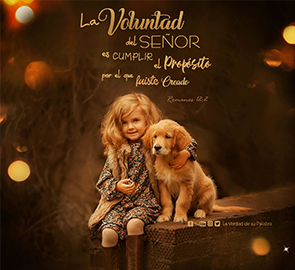 La Voluntad
del SEÑOR
es CUMPLIR el Propósito
por el que fuiste Creado
Romanos 12:2
La Verdad de su Palabra